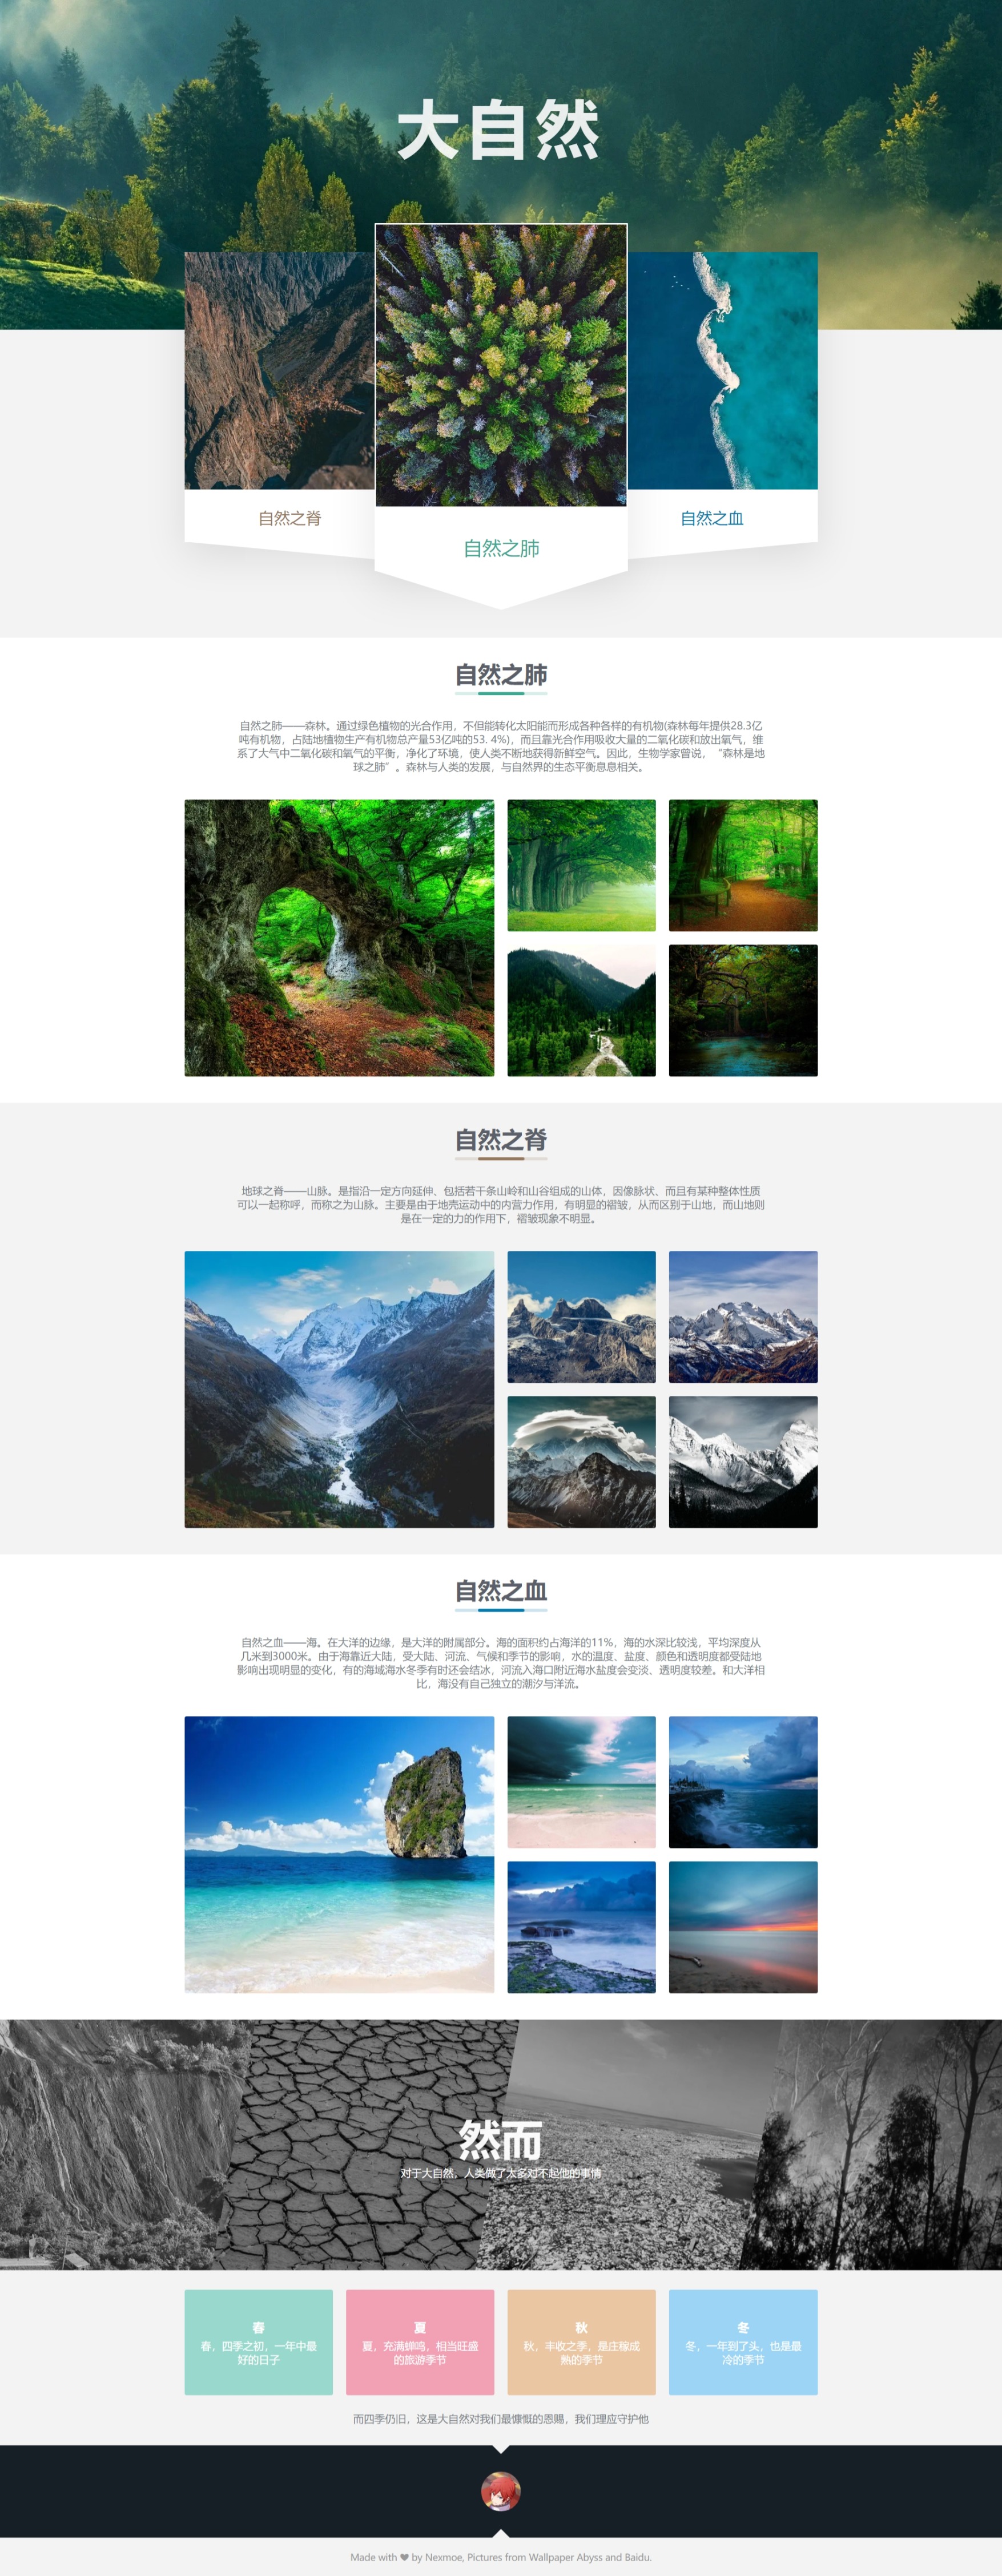 大自然
自然之脊
自然之肺
自然之血
自然之肺
自然之肺——森林。通过绿色植物的光合作用，不但能转化太阳能而形成各种各样的有机物(森林每年提供28.3亿
吨有机物，占陆地植物生产有机物总产量53亿吨的53. 4%)，而且靠光合作用吸收大量的二氧化碳和放出氧气，维
系了大气中二氧化碳和氧气的平衡，净化了环境，使人类不断地获得新鲜空气。因此，生物学家曾说，“森林是地
球之肺”。森林与人类的发展，与自然界的生态平衡息息相关。
自然之脊
地球之脊——山脉。是指沿一定方向延伸、包括若干条山岭和山谷组成的山体，因像脉状、而且有某种整体性质
可以一起称呼，而称之为山脉。主要是由于地壳运动中的内营力作用，有明显的褶皱，从而区别于山地，而山地则
是在一定的力的作用下，褶皱现象不明显。
自然之血
自然之血——海。在大洋的边缘，是大洋的附属部分。海的面积约占海洋的11%，海的水深比较浅，平均深度从
几米到3000米。由于海靠近大陆，受大陆、河流、气候和季节的影响，水的温度、盐度、颜色和透明度都受陆地
影响出现明显的变化，有的海域海水冬季有时还会结冰，河流入海口附近海水盐度会变淡、透明度较差。和大洋相
比，海没有自己独立的潮汐与洋流。
然而
对于大自然，人类做了太多对不起他的事情
春
春，四季之初，一年中最
好的日子
夏
夏，充满蝉鸣，相当旺盛
的旅游季节
秋
秋，丰收之季，是庄稼成
熟的季节
冬
冬，一年到了头，也是最
冷的季节
而四季仍旧，这是大自然对我们最慷慨的恩赐，我们理应守护他
Made with ❤ by Nexmoe, Pictures from Wallpaper Abyss and Baidu.